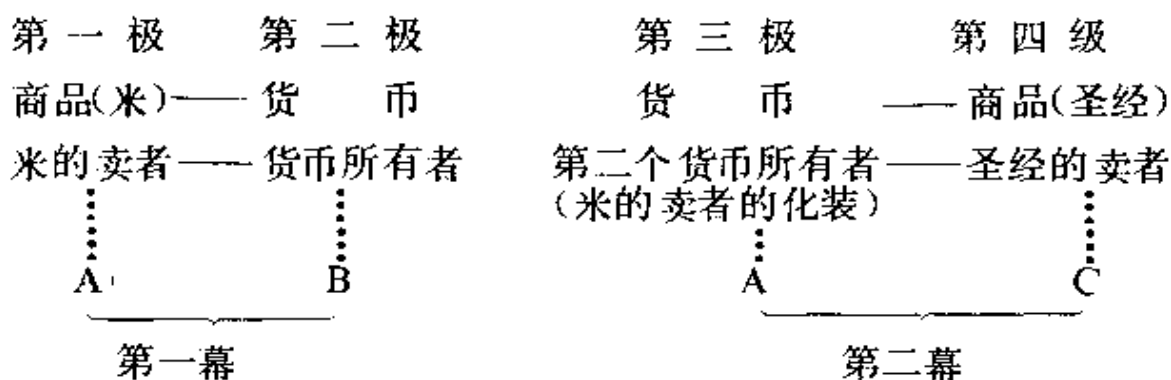 第一极 第二极 第三极 第四级
商品(米)——货币 货币——商品(圣经)
米的卖者——货币所有者 第二个货币所有者——圣经的卖者
(米的卖者的化装)
A B A C
第一幕 第二幕